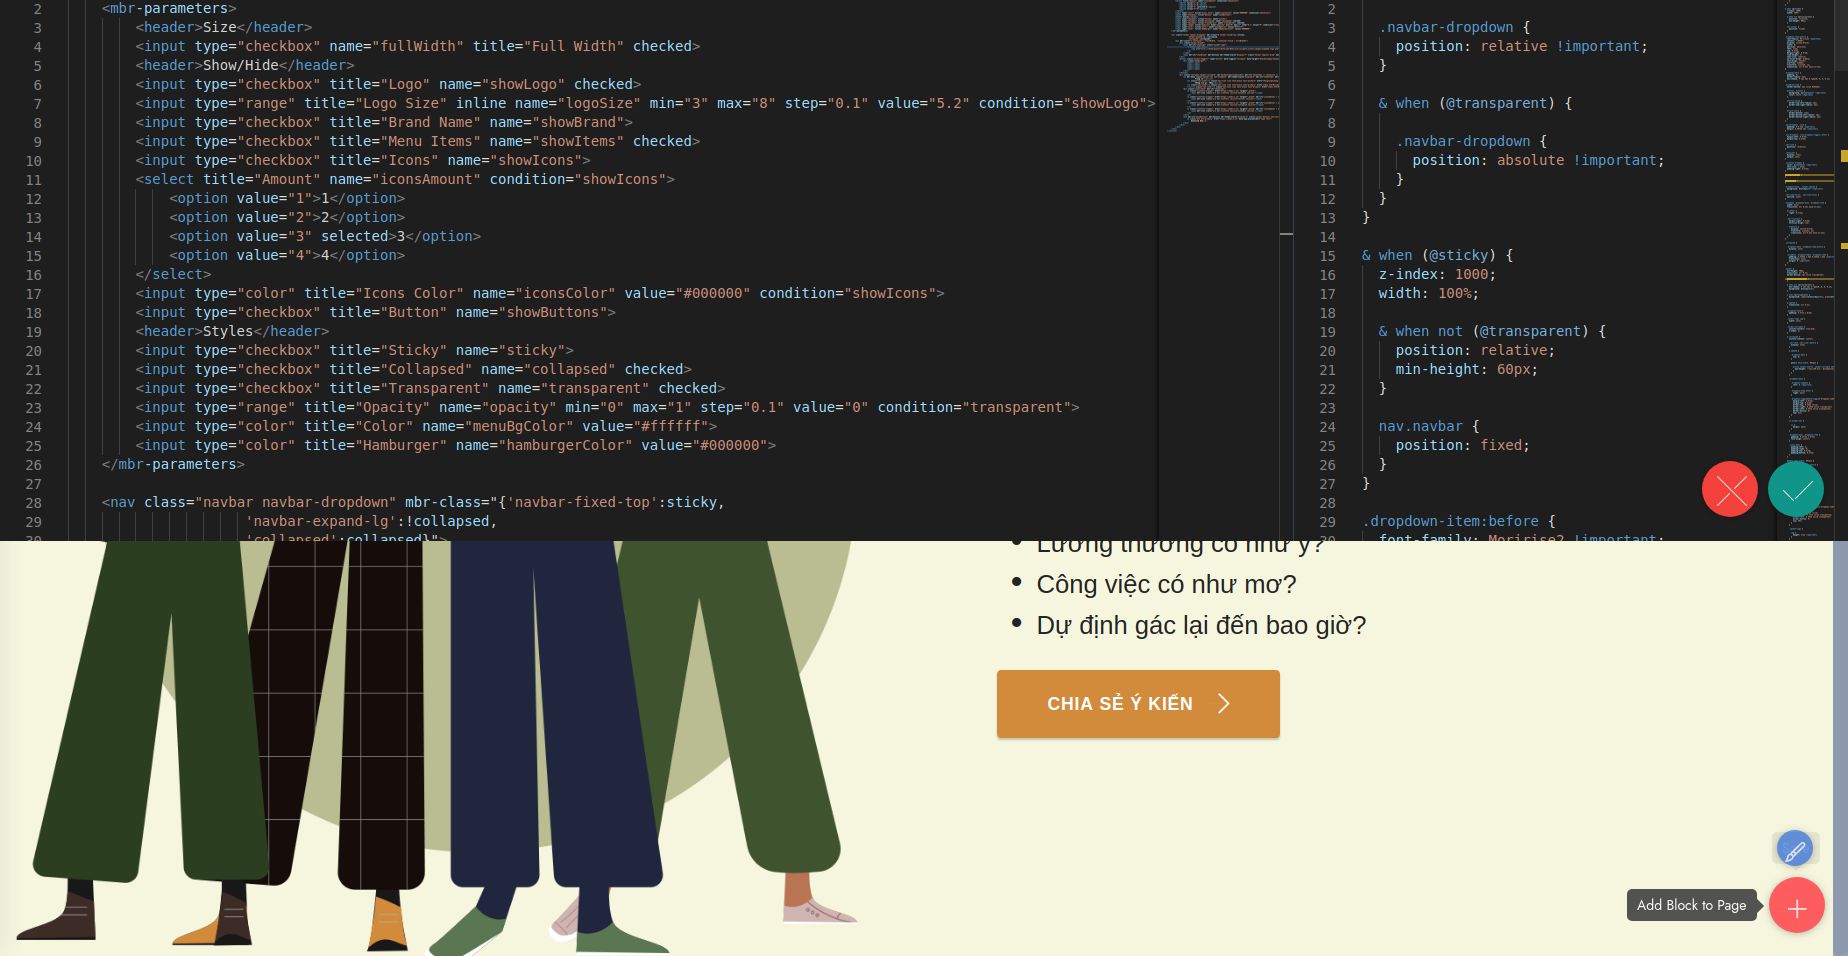 2 <mbr-parameters>
3 <header>Size</header>
4 <input type="checkbox" name="fullWidth" title="Full Width" checked>
5 <header>Show/Hide</header>
6 <input type="checkbox" title="Logo" name="showLogo" checked>
7 <input type="range" title="Logo Size" inline name="logoSize" min="3" max="8" step="0.1" value="5.2" condition="showLogo">
8 <input type="checkbox" title="Brand Name" name="showBrand">
9 <input type="checkbox" title="Menu Items" name="showItems" checked>
10 <input type="checkbox" title="Icons" name="showIcons">
11 <select title="Amount" name="iconsAmount" condition="showIcons">
12 <option value="1">1</option>
13 <option value="2">2</option>
14 <option value="3" selected>3</option>
15 <option value="4">4</option>
16 </select>
17 <input type="color" title="Icons Color" name="iconsColor" value="#000000" condition="showIcons">
18 <input type="checkbox" title="Button" name="showButtons">
19 <header>Styles</header>
20 <input type="checkbox" title="Sticky" name="sticky">
21 <input type="checkbox" title="Collapsed" name="collapsed" checked>
22 <input type="checkbox" title="Transparent" name="transparent" checked>
23 <input type="range" title="Opacity" name="opacity" min="0" max="1" step="0.1" value="0" condition="transparent">
24 <input type="color" title="Color" name="menuBgColor" value="#ffffff">
25 <input type="color" title="Hamburger" name="hamburgerColor" value="#000000">
26 </mbr-parameters>
27
28 <nav class="navbar navbar-dropdown" mbr-class="{'navbar-fixed-top':sticky,
29 'navbar-expand-lg':!collapsed,
30 'collapsed':collapsed}">
2
3 .navbar-dropdown {
4 position: relative !important;
5 }
6
7 & when (@transparent) {
8
9 .navbar-dropdown {
10 position: absolute !important;
11 }
12 }
13 }
14
15 & when (@sticky) {
16 z-index: 1000;
17 width: 100%;
18
19 & when not (@transparent) {
20 position: relative;
21 min-height: 60px;
22 }
23
24 nav.navbar {
25 position: fixed;
26 }
27 }
28
29 .dropdown-item:before {
30 font-family: Moririse2 !important;
Lương thưởng có như ý?
Công việc có như mơ?
Dự định gác lại đến bao giờ?
CHIA SẺ Ý KIẾN
Add Block to Page